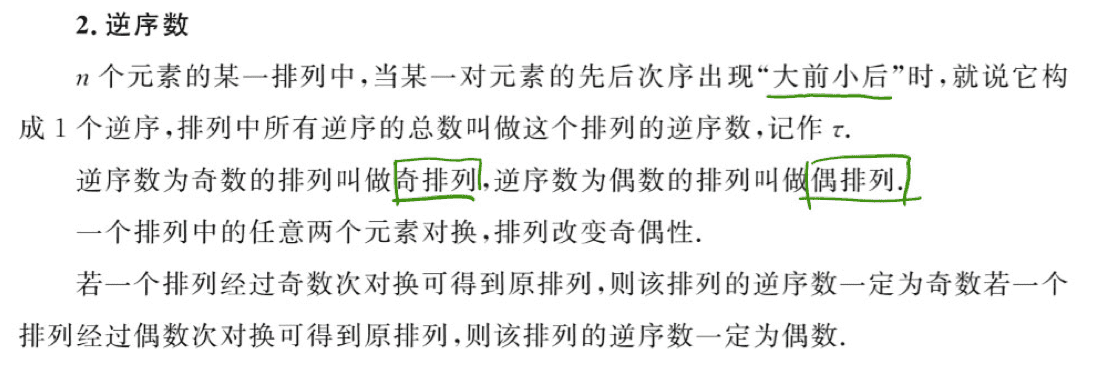 2. 逆序数
n 个元素的某一排列中,当某一对元素的先后次序出现“大前小后”时,就说它构
成 1 个逆序,排列中所有逆序的总数叫做这个排列的逆序数,记作 τ.
逆序数为奇数的排列叫做奇排列,逆序数为偶数的排列叫做偶排列.
一个排列中的任意两个元素对换,排列改变奇偶性.
若一个排列经过奇数次对换可得到原排列,则该排列的逆序数一定为奇数若一个
排列经过偶数次对换可得到原排列,则该排列的逆序数一定为偶数.